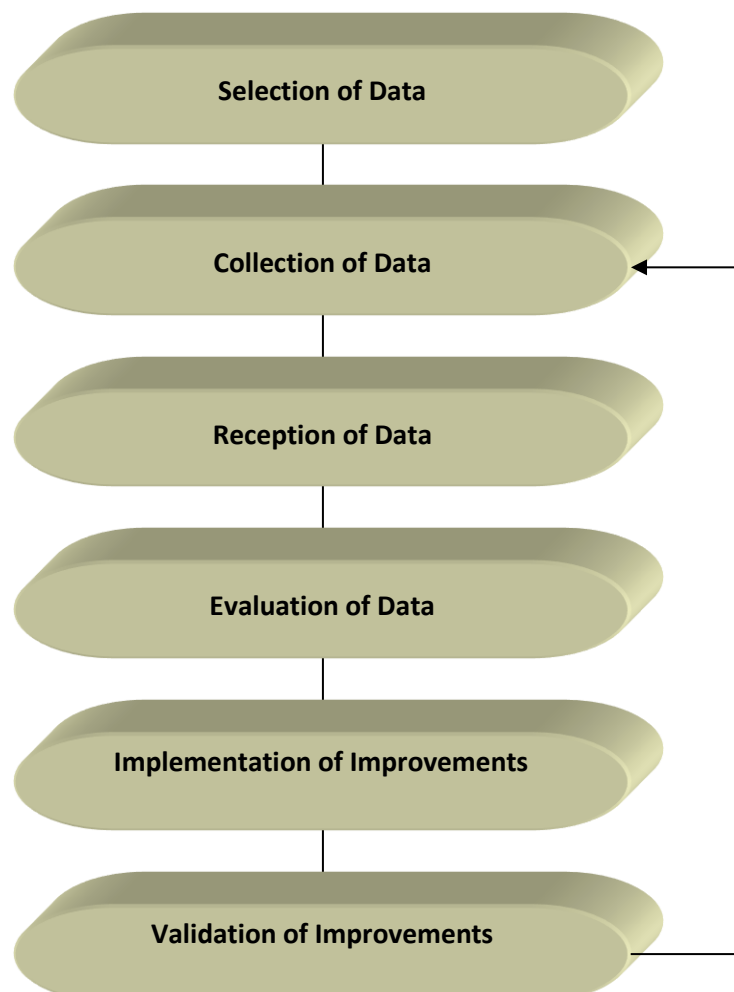 Selection of Data
Collection of Data
Reception of Data
Evaluation of Data
Implementation of Improvements
Validation of Improvements